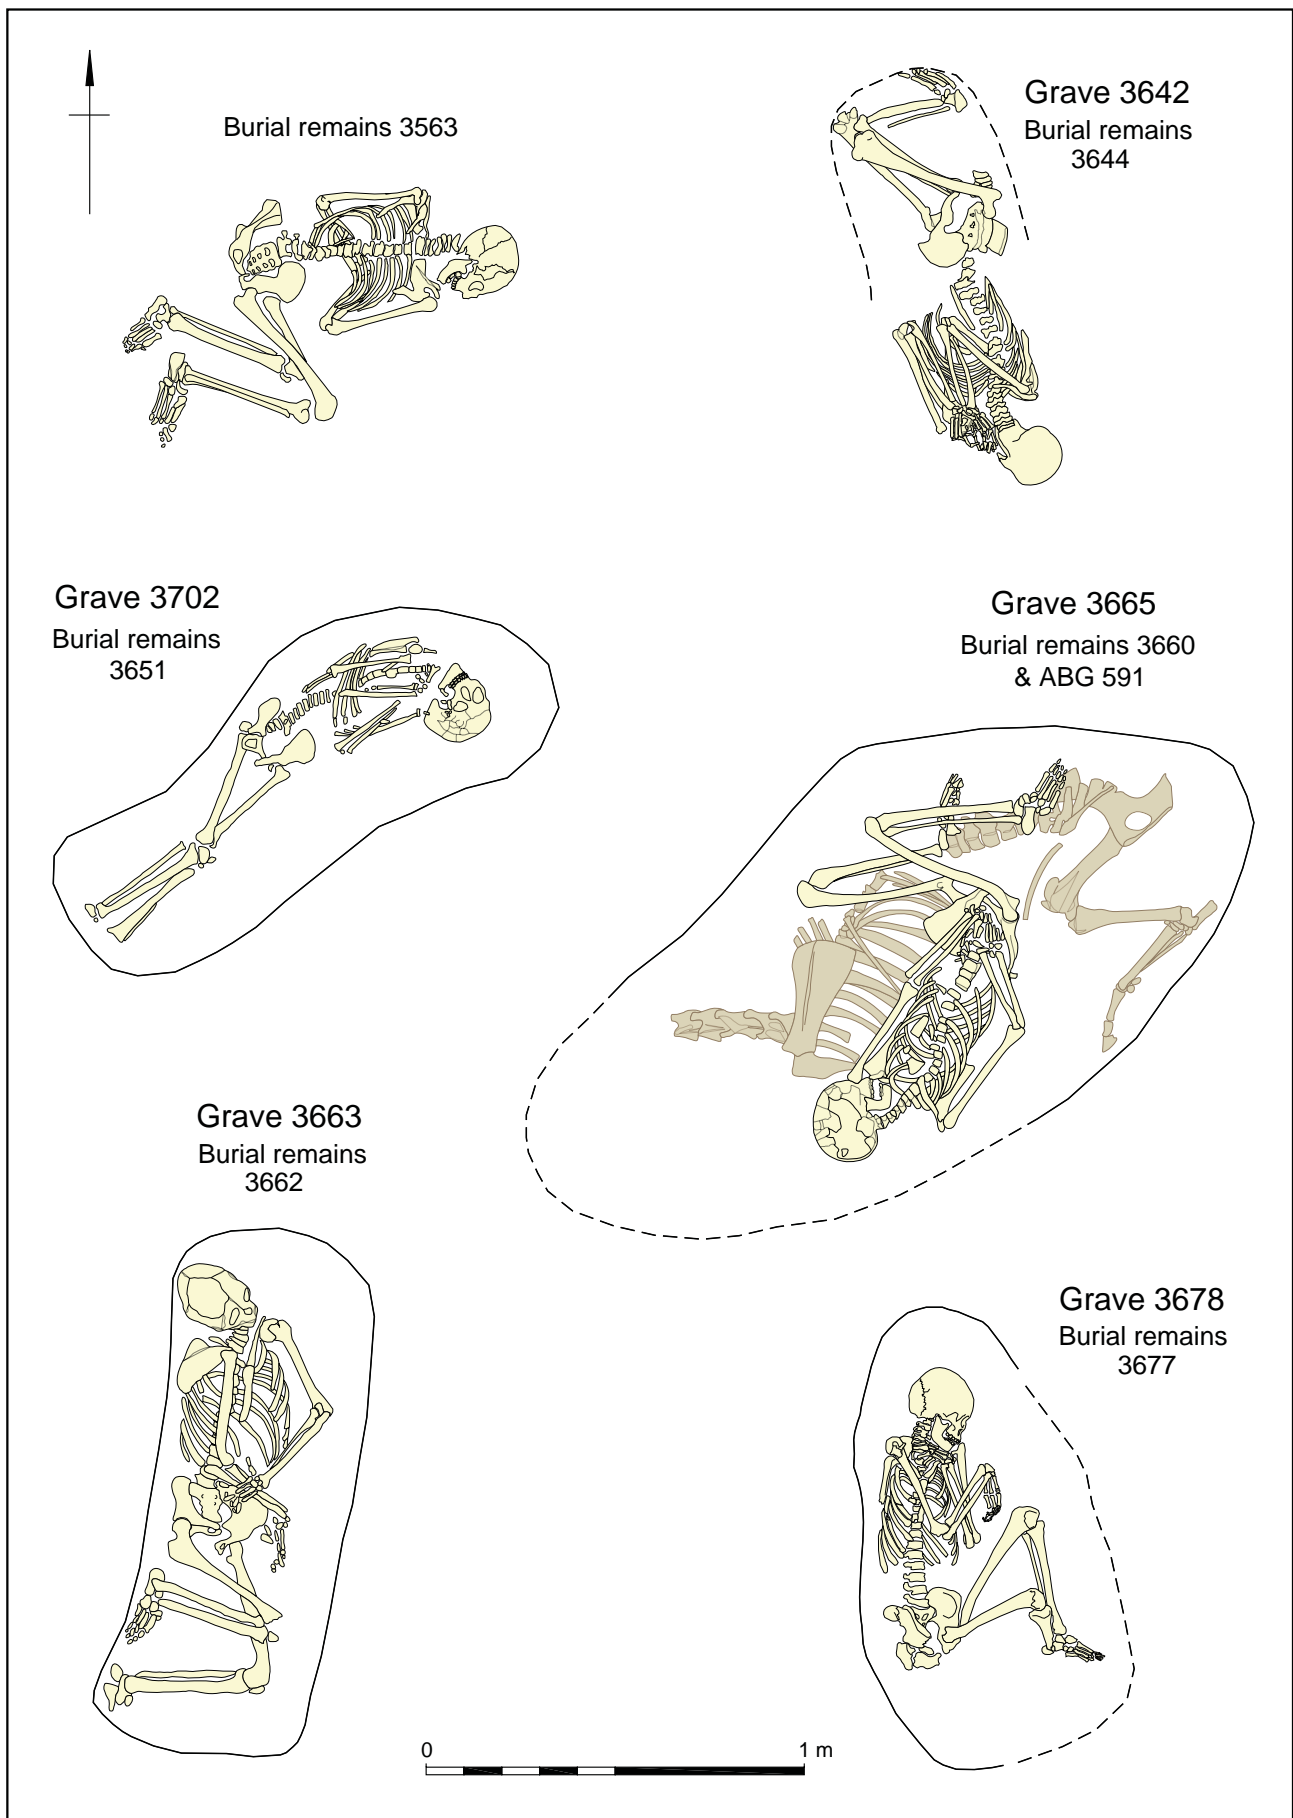 Burial remains 3563
Grave 3642
Burial remains
3644
Grave 3702
Burial remains
3651
Grave 3665
Burial remains 3660
& ABG 591
Grave 3663
Burial remains
3662
Grave 3678
Burial remains
3677
0 1 m